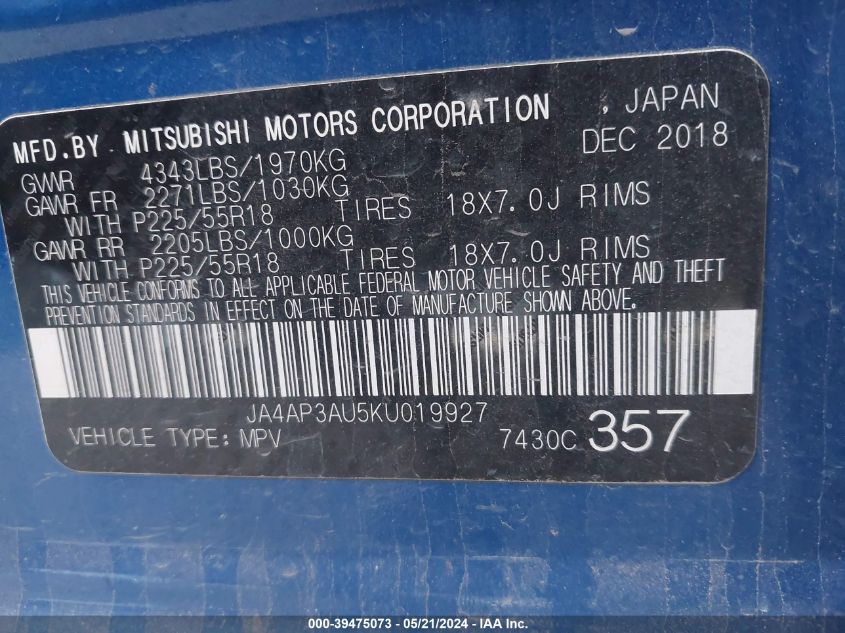 MFD.BY MITSUBISHI MOTORS CORPORATION , JAPAN
GVWR 4343LBS/1970KG DEC 2018
GAWR FR 2271LBS/1030KG
WITH P225/55R18 TIRES 18X7.0J RIMS
GAWR RR 2205LBS/1000KG
WITH P225/55R18 TIRES 18X7.0J RIMS
THIS VEHICLE CONFORMS TO ALL APPLICABLE FEDERAL MOTOR VEHICLE SAFETY AND THEFT
PREVENTION STANDARDS IN EFFECT ON THE DATE OF MANUFACTURE SHOWN ABOVE.
JA4AP3AU5KU019927
VEHICLE TYPE: MPV 7430C 357
000-39475073 - 05/21/2024 - IAAI.com